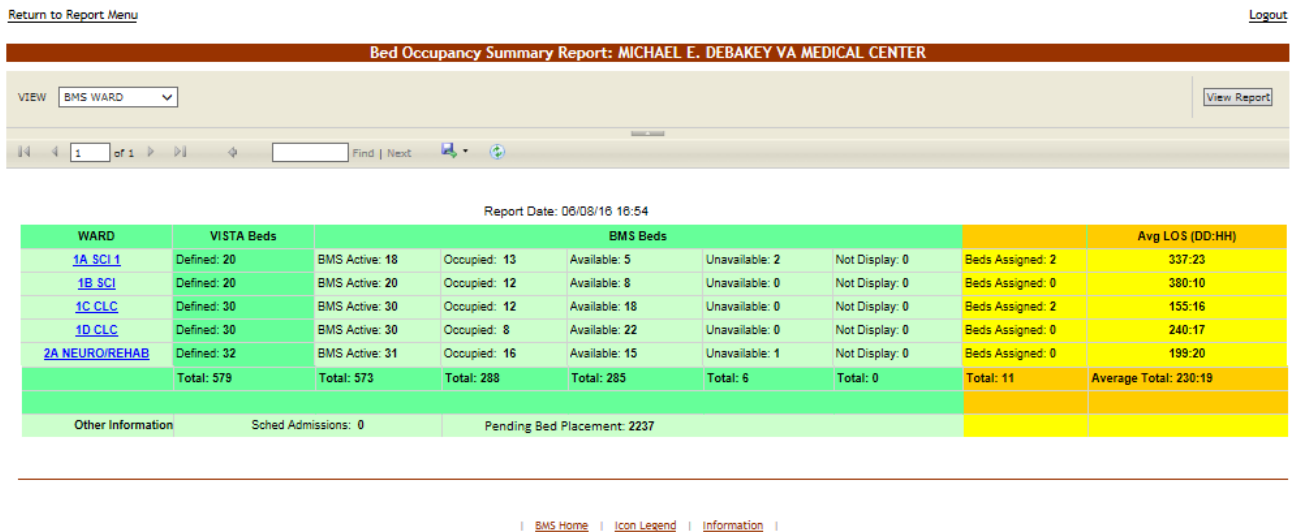 Return to Report Menu Logout
Bed Occupancy Summary Report: MICHAEL E. DEBAKEY VA MEDICAL CENTER
VIEW BMS WARD View Report
1 of 1 Find | Next
Report Date: 06/08/16 16:54
WARD VISTA Beds BMS Beds Avg LOS (DD:HH)
1A SCI 1 Defined: 20 BMS Active: 18 Occupied: 13 Available: 5 Unavailable: 2 Not Display: 0 Beds Assigned: 2 337:23
1B SCI Defined: 20 BMS Active: 20 Occupied: 12 Available: 8 Unavailable: 0 Not Display: 0 Beds Assigned: 0 380:10
1C CLC Defined: 30 BMS Active: 30 Occupied: 12 Available: 18 Unavailable: 0 Not Display: 0 Beds Assigned: 2 155:16
1D CLC Defined: 30 BMS Active: 30 Occupied: 8 Available: 22 Unavailable: 0 Not Display: 0 Beds Assigned: 0 240:17
2A NEURO/REHAB Defined: 32 BMS Active: 31 Occupied: 16 Available: 15 Unavailable: 1 Not Display: 0 Beds Assigned: 0 199:20
Total: 579 Total: 573 Total: 288 Total: 285 Total: 6 Total: 0 Total: 11 Average Total: 230:19
Other Information Sched Admissions: 0 Pending Bed Placement: 2237
| BMS Home | Icon Legend | Information |